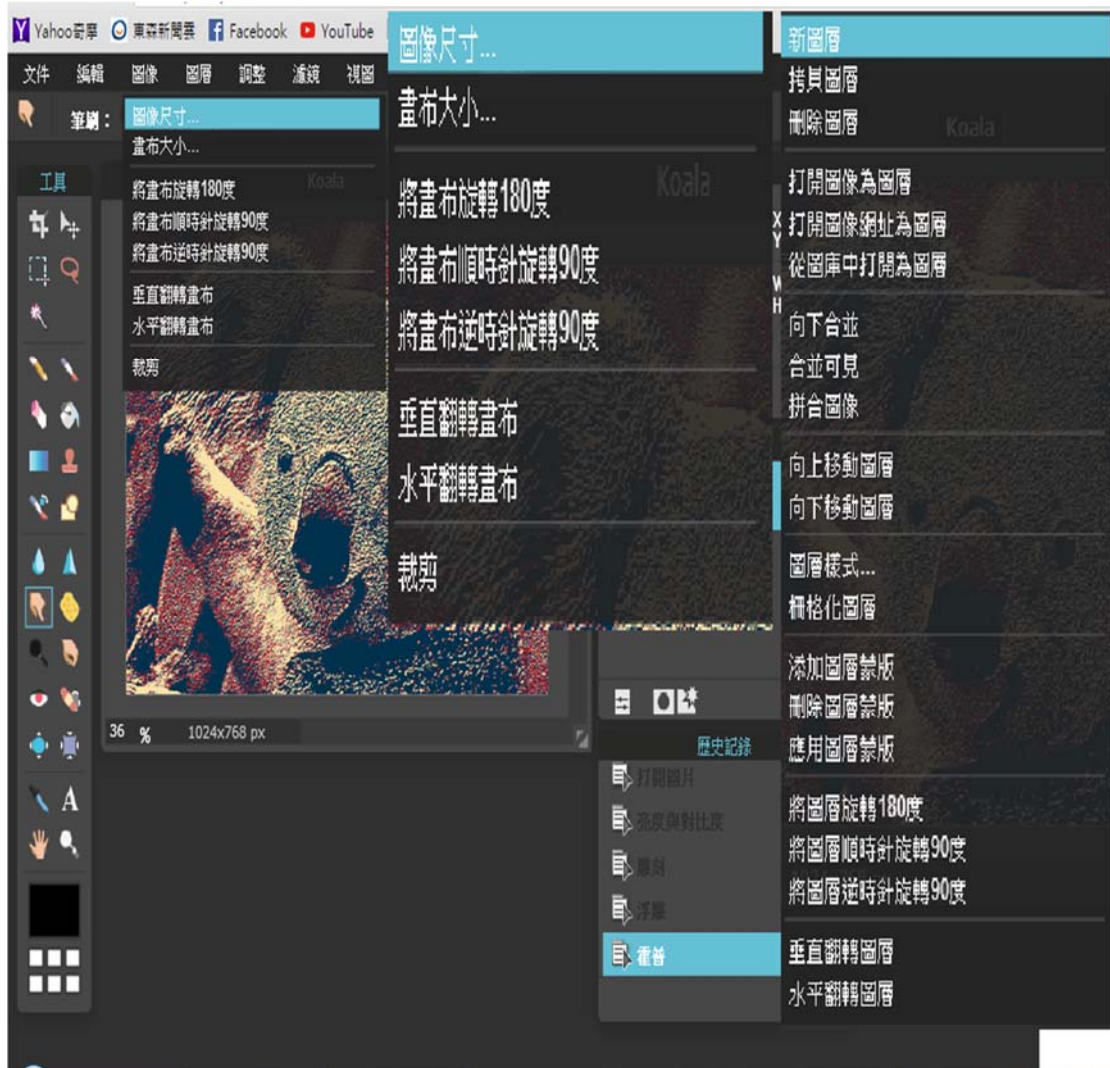 Yahoo奇摩 東森新聞雲 Facebook YouTube
文件 編輯 圖像 圖層 調整 濾鏡 視圖
筆刷：
圖像尺寸...
畫布大小...
將畫布旋轉180度
將畫布順時針旋轉90度
將畫布逆時針旋轉90度
垂直翻轉畫布
水平翻轉畫布
裁剪
Koala
工具
36 % 1024x768 px
圖像尺寸...
畫布大小...
將畫布旋轉180度
將畫布順時針旋轉90度
將畫布逆時針旋轉90度
垂直翻轉畫布
水平翻轉畫布
裁剪
Koala
X
Y
W
H
歷史記錄
打開圖片
亮度與對比度
雕刻
浮雕
霍普
新圖層
拷貝圖層
刪除圖層
Koala
打開圖像為圖層
打開圖像網址為圖層
從圖庫中打開為圖層
向下合並
合並可見
拼合圖像
向上移動圖層
向下移動圖層
圖層樣式...
柵格化圖層
添加圖層蒙版
刪除圖層蒙版
應用圖層蒙版
將圖層旋轉180度
將圖層順時針旋轉90度
將圖層逆時針旋轉90度
垂直翻轉圖層
水平翻轉圖層
A